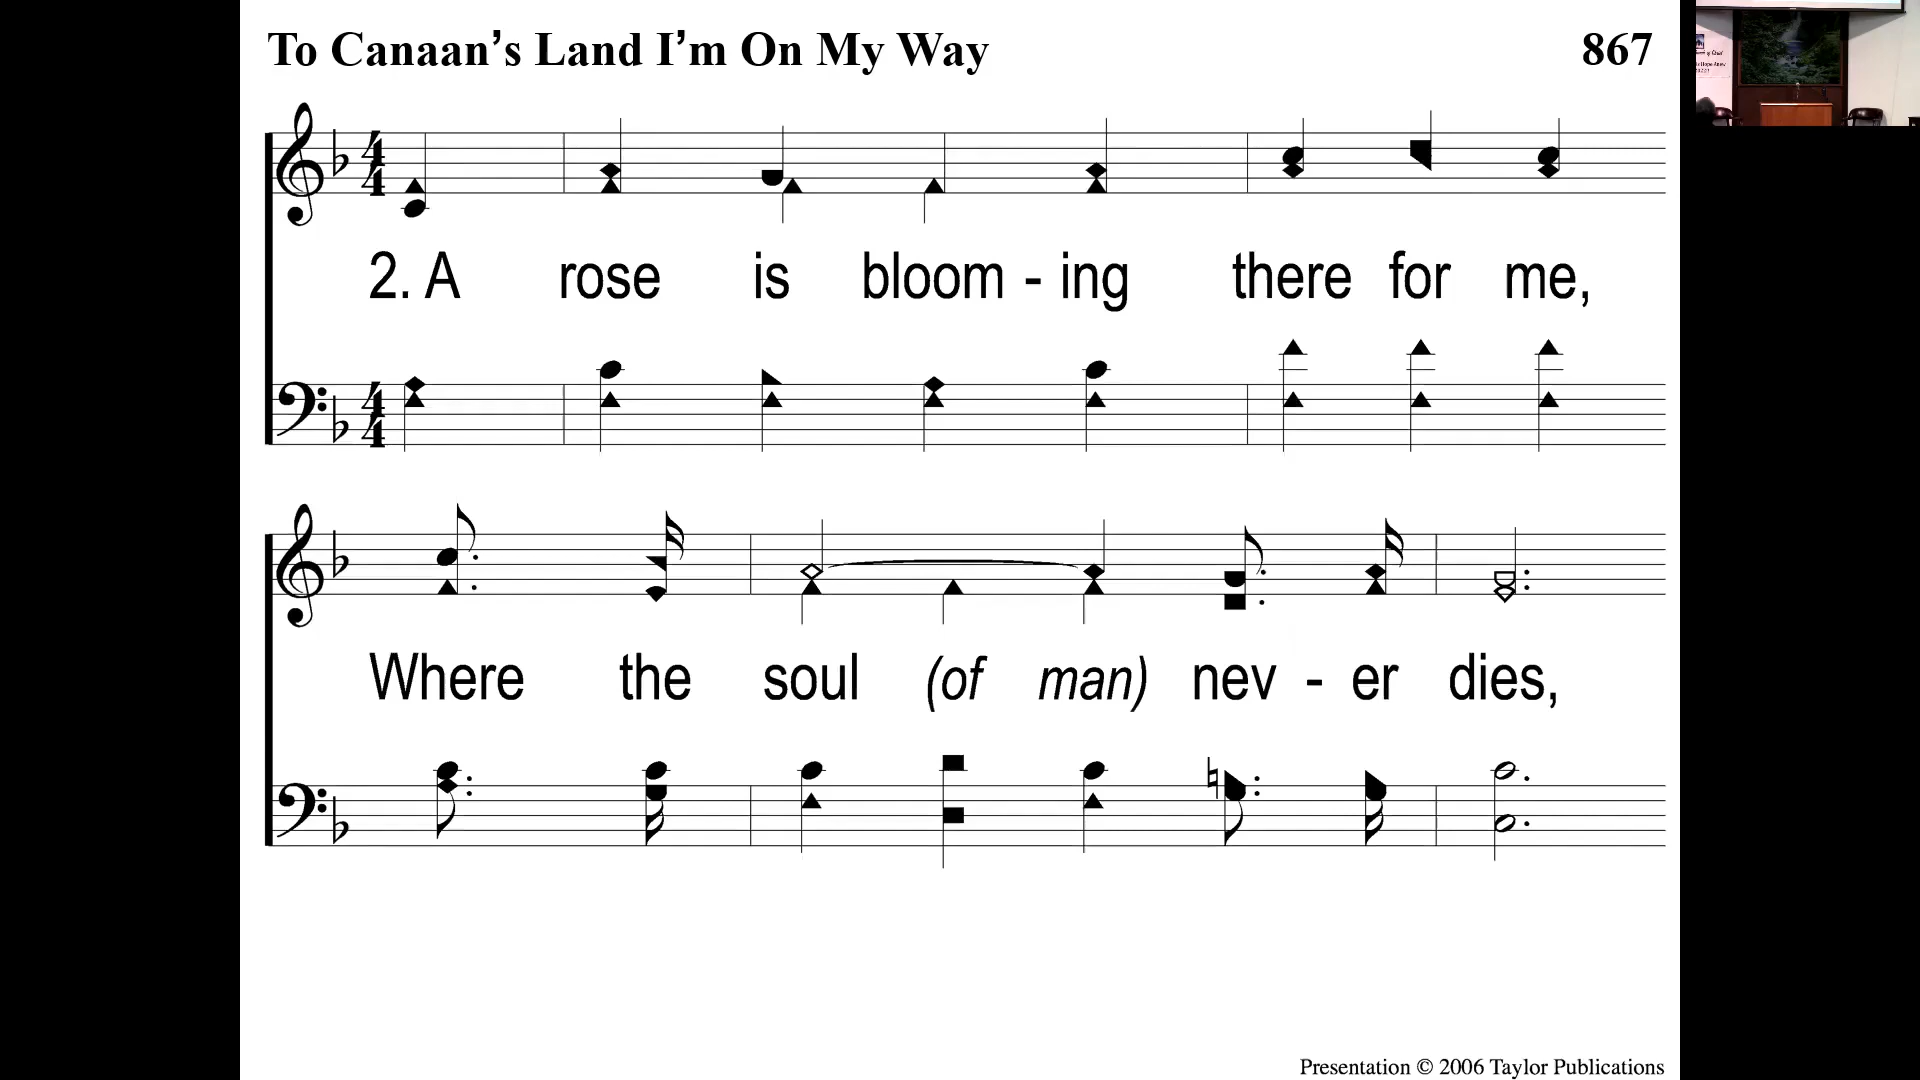 To Canaan's Land I'm On My Way
867
2. A rose is bloom - ing there for me,
Where the soul (of man) nev - er dies,
Presentation © 2006 Taylor Publications